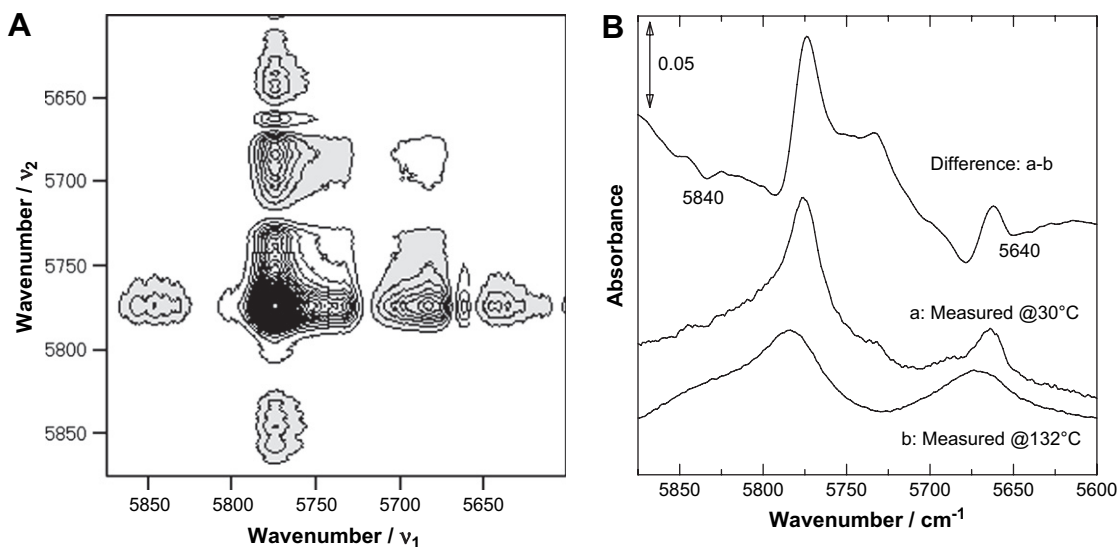 A
5650
5700
5750
5800
5850
Wavenumber / ν2
5850
5800
5750
5700
5650
Wavenumber / ν1
B
0.05
5840
Difference: a-b
5640
a: Measured @30°C
b: Measured @132°C
Absorbance
5850
5800
5750
5700
5650
5600
Wavenumber / cm-1